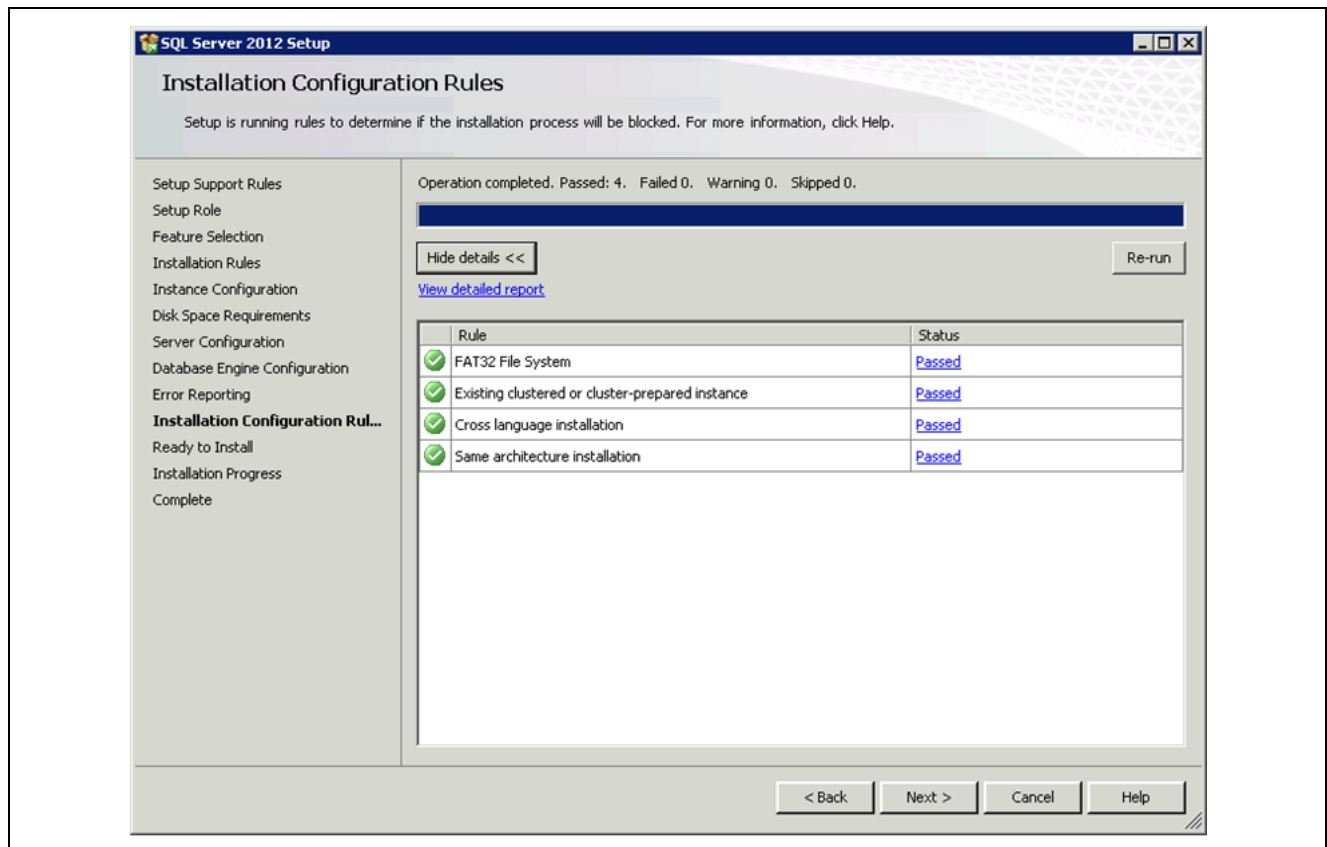 SQL Server 2012 Setup
Installation Configuration Rules
Setup is running rules to determine if the installation process will be blocked. For more information, click Help.
Setup Support Rules
Setup Role
Feature Selection
Installation Rules
Instance Configuration
Disk Space Requirements
Server Configuration
Database Engine Configuration
Error Reporting
Installation Configuration Rul...
Ready to Install
Installation Progress
Complete
Operation completed. Passed: 4.   Failed 0.   Warning 0.   Skipped 0.
Hide details <<
Re-run
View detailed report
Rule Status
FAT32 File System Passed
Existing clustered or cluster-prepared instance Passed
Cross language installation Passed
Same architecture installation Passed
< Back Next > Cancel Help